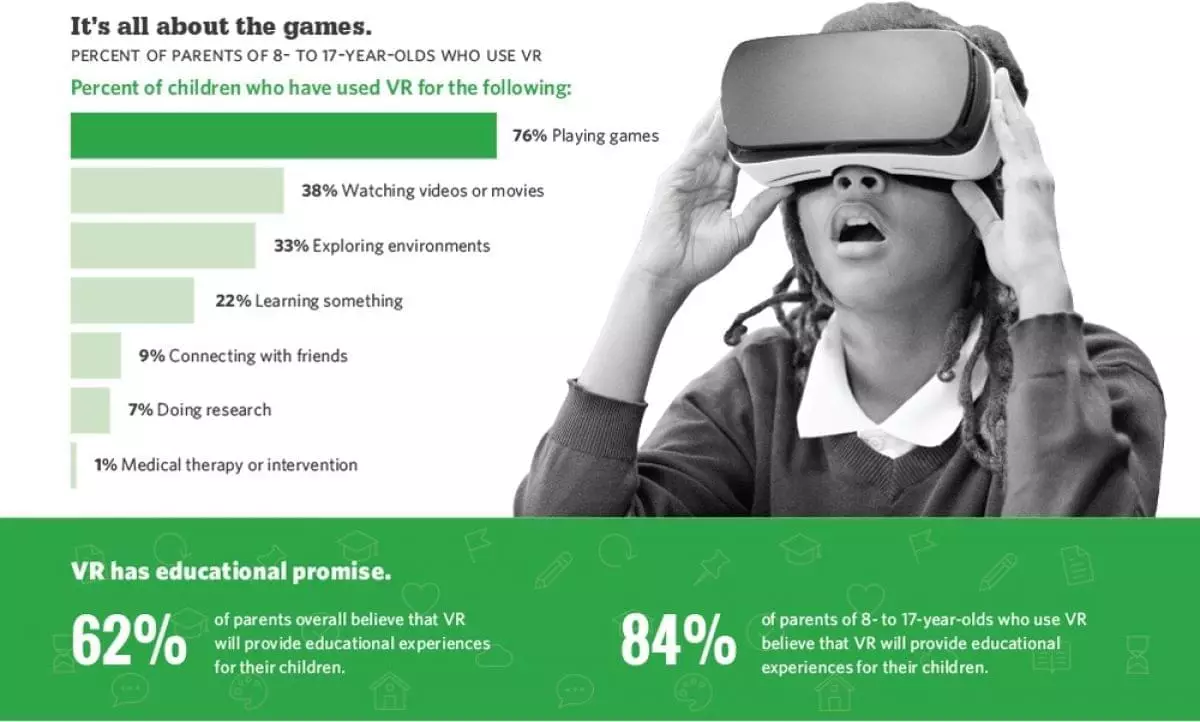 It's all about the games.
PERCENT OF PARENTS OF 8- TO 17-YEAR-OLDS WHO USE VR
Percent of children who have used VR for the following:
76% Playing games
38% Watching videos or movies
33% Exploring environments
22% Learning something
9% Connecting with friends
7% Doing research
1% Medical therapy or intervention
VR has educational promise.
62%
of parents overall believe that VR
will provide educational experiences
for their children.
84%
of parents of 8- to 17-year-olds who use VR
believe that VR will provide educational
experiences for their children.